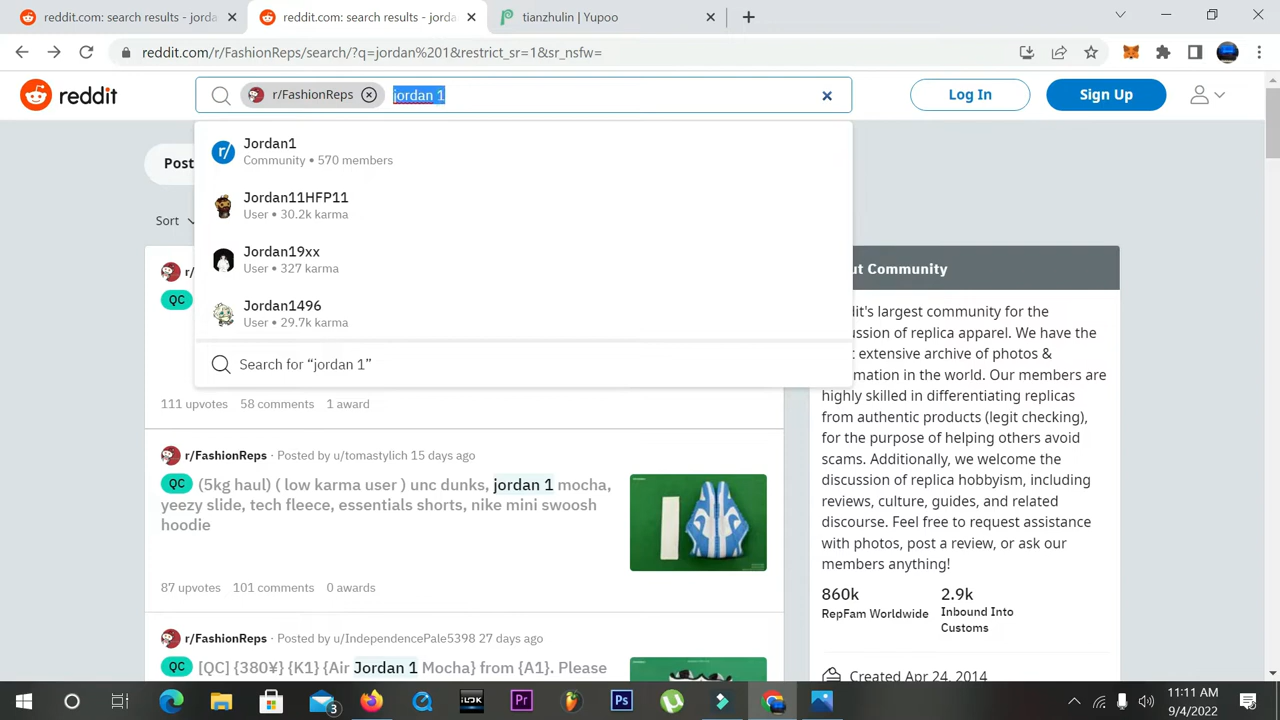 reddit.com: search results - jorda
reddit.com: search results - jorda
tianzhulin | Yupoo
reddit.com/r/FashionReps/search/?q=jordan%201&restrict_sr=1&sr_nsfw=
reddit
r/FashionReps
jordan 1
Log In
Sign Up
Jordan1
Community • 570 members
Jordan11HFP11
User • 30.2k karma
Jordan19xx
User • 327 karma
Jordan1496
User • 29.7k karma
Search for “jordan 1”
Post
Sort
r/
QC
111 upvotes 58 comments 1 award
r/FashionReps · Posted by u/tomastylich 15 days ago
QC (5kg haul) ( low karma user ) unc dunks, jordan 1 mocha,
yeezy slide, tech fleece, essentials shorts, nike mini swoosh
hoodie
87 upvotes 101 comments 0 awards
r/FashionReps · Posted by u/IndependencePale5398 27 days ago
QC [QC] {380¥} {K1} {Air Jordan 1 Mocha} from {A1}. Please
ut Community
dit's largest community for the
ussion of replica apparel. We have the
t extensive archive of photos &
mation in the world. Our members are
highly skilled in differentiating replicas
from authentic products (legit checking),
for the purpose of helping others avoid
scams. Additionally, we welcome the
discussion of replica hobbyism, including
reviews, culture, guides, and related
discourse. Feel free to request assistance
with photos, post a review, or ask our
members anything!
860k 2.9k
RepFam Worldwide Inbound Into
Customs
Created Apr 24, 2014
3
Pr
Ps
11:11 AM
9/4/2022